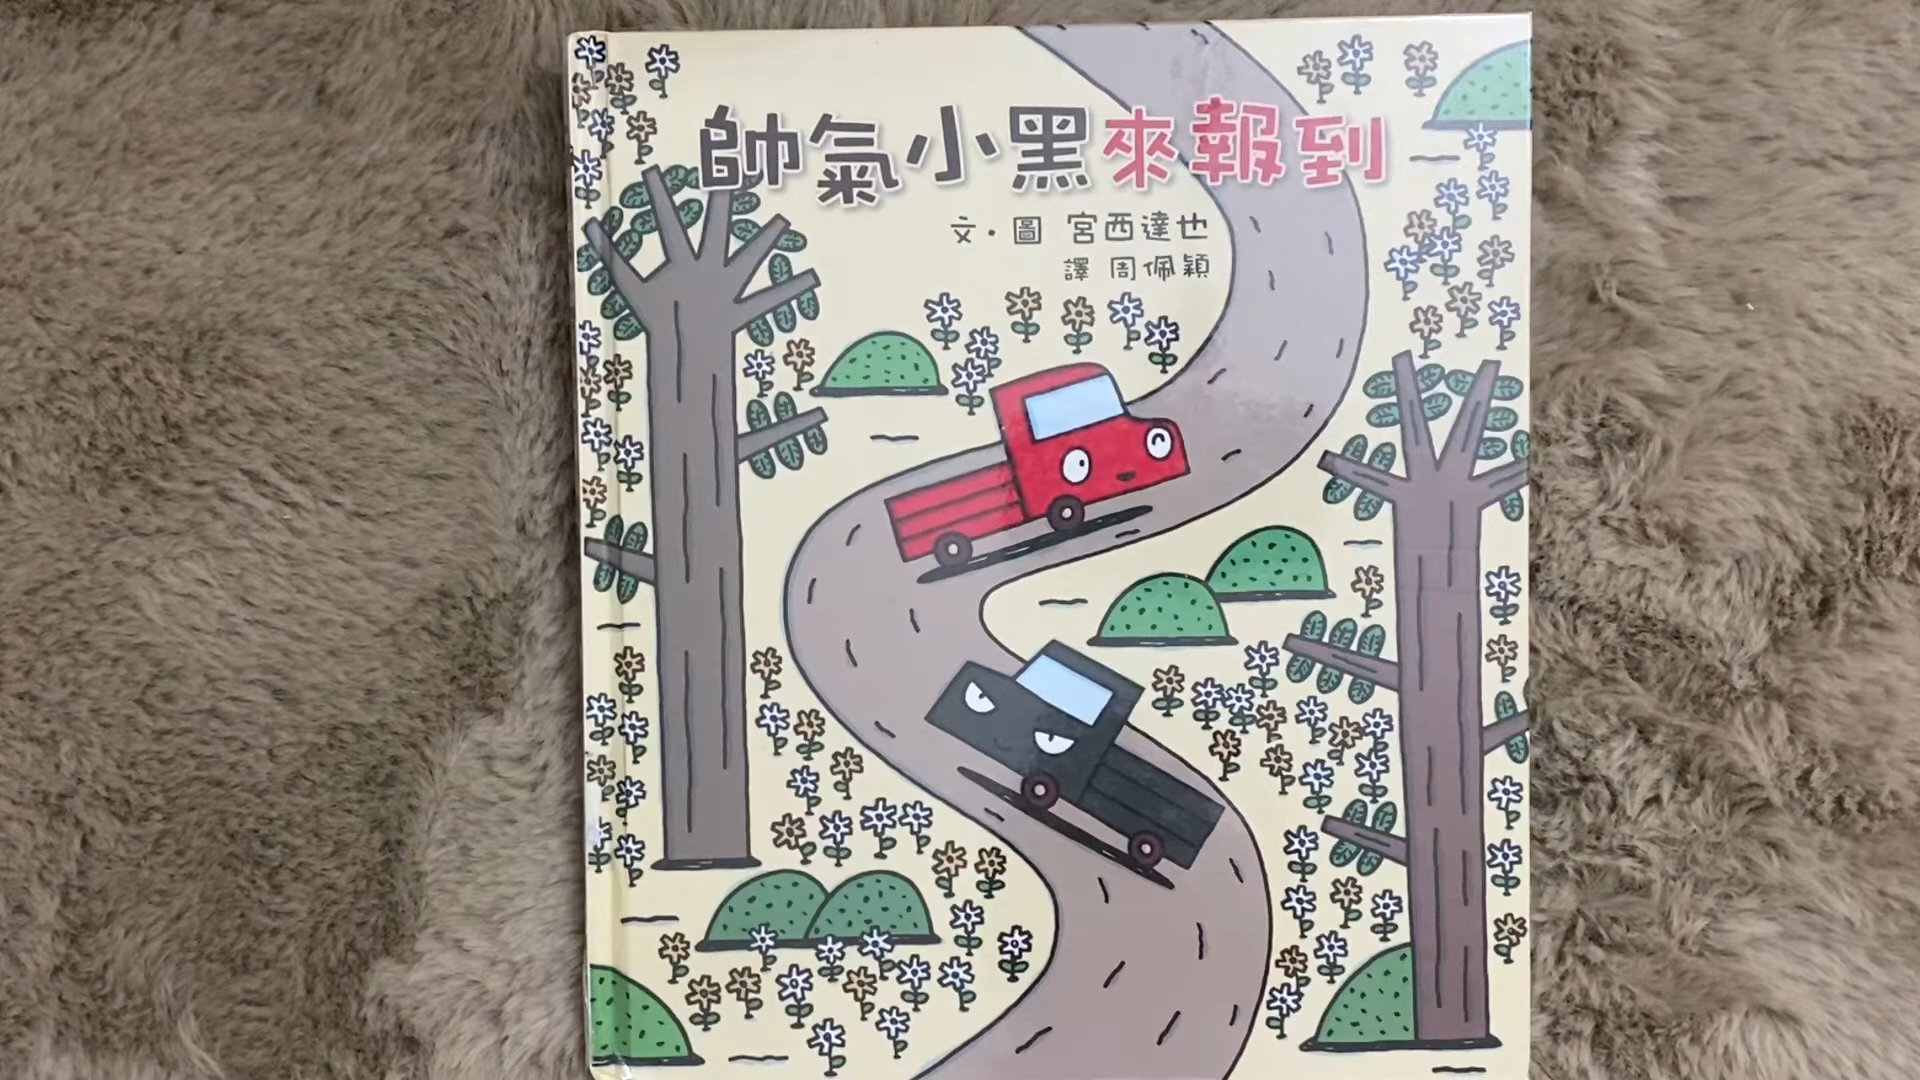 帥氣小黑來報到
文・圖 宮西達也
譯 周佩穎